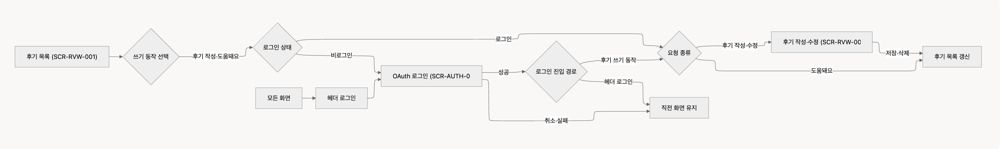 후기 목록 (SCR-RVW-001)
쓰기 동작 선택
후기 작성·도움돼요
로그인 상태
로그인
비로그인
모든 화면
헤더 로그인
OAuth 로그인 (SCR-AUTH-0
성공
취소·실패
로그인 진입 경로
후기 쓰기 동작
헤더 로그인
직전 화면 유지
요청 종류
후기 작성·수정
도움돼요
후기 작성·수정 (SCR-RVW-00
저장·삭제
후기 목록 갱신